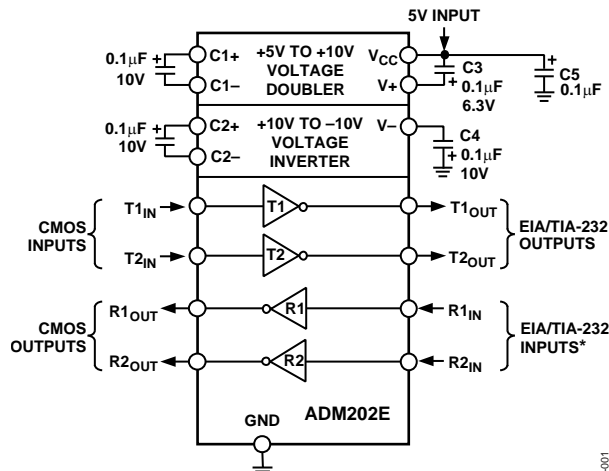 5V INPUT
0.1µF
10V
+
C1+
C1–
+5V TO +10V
VOLTAGE
DOUBLER
VCC
V+
+
C3
0.1µF
6.3V
+
C5
0.1µF
0.1µF
10V
+
C2+
C2–
+10V TO –10V
VOLTAGE
INVERTER
V–
C4
+
0.1µF
10V
CMOS
INPUTS
T1IN
T1
T1OUT
T2IN
T2
T2OUT
EIA/TIA-232
OUTPUTS
CMOS
OUTPUTS
R1OUT
R1
R1IN
R2OUT
R2
R2IN
EIA/TIA-232
INPUTS*
GND
ADM202E
-001